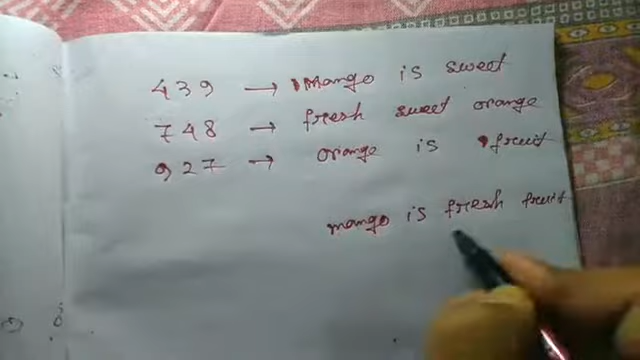 439 → Mango is sweet
748 → fresh sweet orange
927 → orange is fruit
mango is fresh fruit